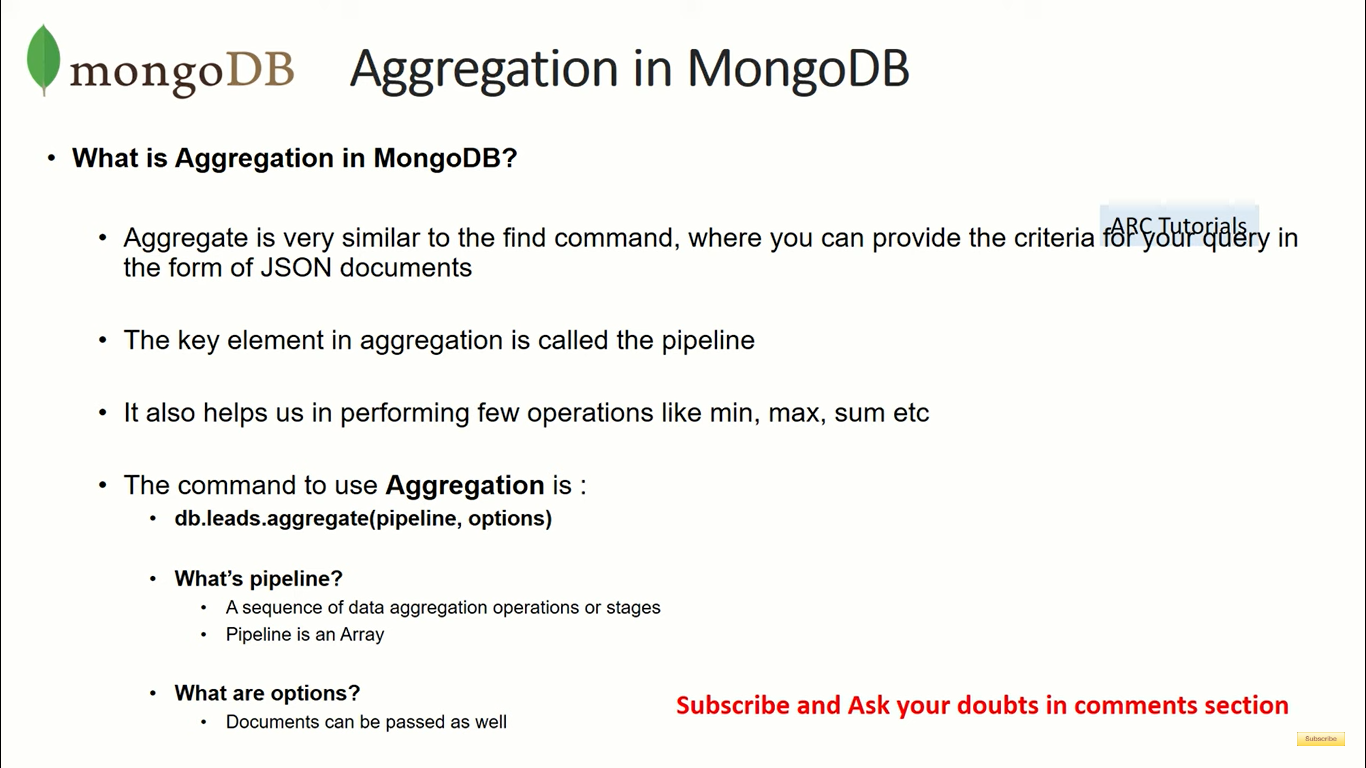 mongoDB
Aggregation in MongoDB
• What is Aggregation in MongoDB?
ARC Tutorials
• Aggregate is very similar to the find command, where you can provide the criteria for your query in
the form of JSON documents
• The key element in aggregation is called the pipeline
• It also helps us in performing few operations like min, max, sum etc
• The command to use Aggregation is :
• db.leads.aggregate(pipeline, options)
• What’s pipeline?
• A sequence of data aggregation operations or stages
• Pipeline is an Array
• What are options?
• Documents can be passed as well
Subscribe and Ask your doubts in comments section
Subscribe